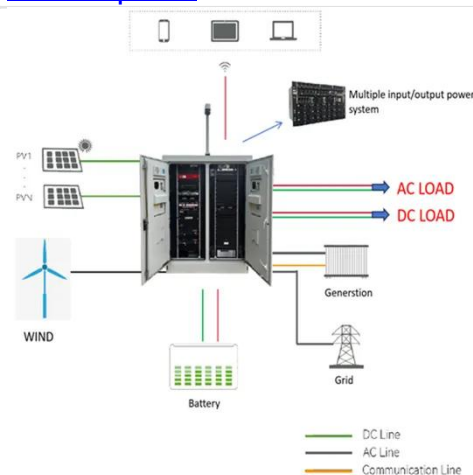 Multiple input/output power
system
PV1
PVN
AC LOAD
DC LOAD
WIND
Generstion
Grid
Battery
DC Line
AC Line
Communication Line